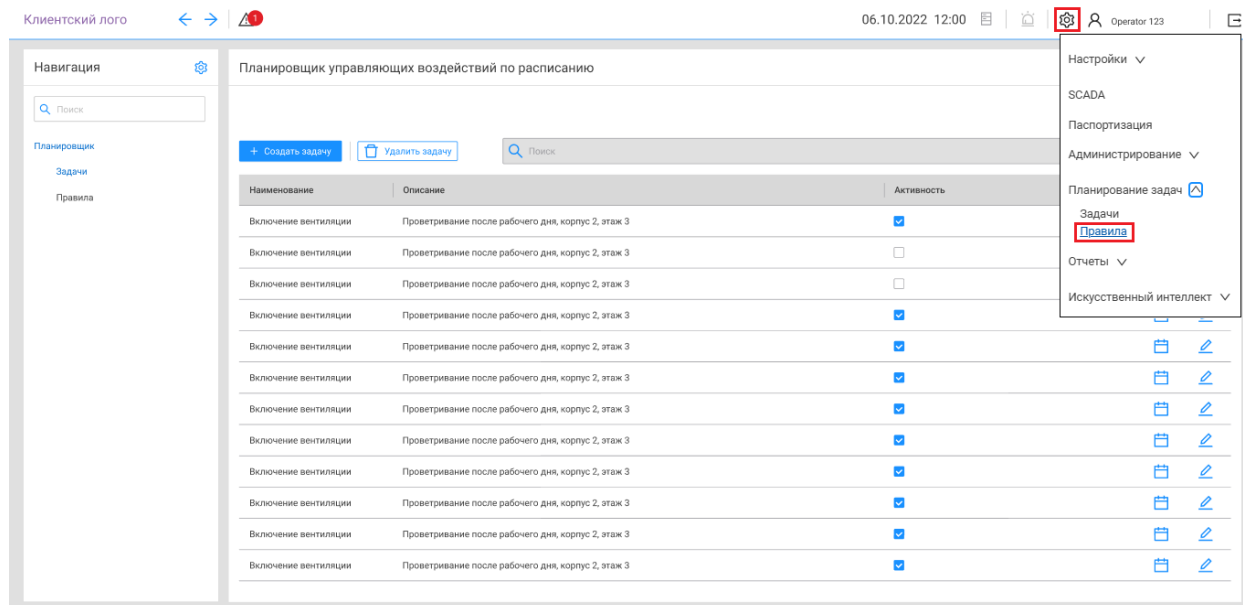 Клиентский лого 1 06.10.2022 12:00 Operator 123
Навигация
Поиск
Планировщик
Задачи
Правила
Планировщик управляющих воздействий по расписанию
+ Создать задачу Удалить задачу Поиск
Наименование Описание Активность
Включение вентиляции Проветривание после рабочего дня, корпус 2, этаж 3
Включение вентиляции Проветривание после рабочего дня, корпус 2, этаж 3
Включение вентиляции Проветривание после рабочего дня, корпус 2, этаж 3
Включение вентиляции Проветривание после рабочего дня, корпус 2, этаж 3
Включение вентиляции Проветривание после рабочего дня, корпус 2, этаж 3
Включение вентиляции Проветривание после рабочего дня, корпус 2, этаж 3
Включение вентиляции Проветривание после рабочего дня, корпус 2, этаж 3
Включение вентиляции Проветривание после рабочего дня, корпус 2, этаж 3
Включение вентиляции Проветривание после рабочего дня, корпус 2, этаж 3
Включение вентиляции Проветривание после рабочего дня, корпус 2, этаж 3
Включение вентиляции Проветривание после рабочего дня, корпус 2, этаж 3
Включение вентиляции Проветривание после рабочего дня, корпус 2, этаж 3
Настройки
SCADA
Паспортизация
Администрирование
Планирование задач
Задачи
Правила
Отчеты
Искусственный интеллект